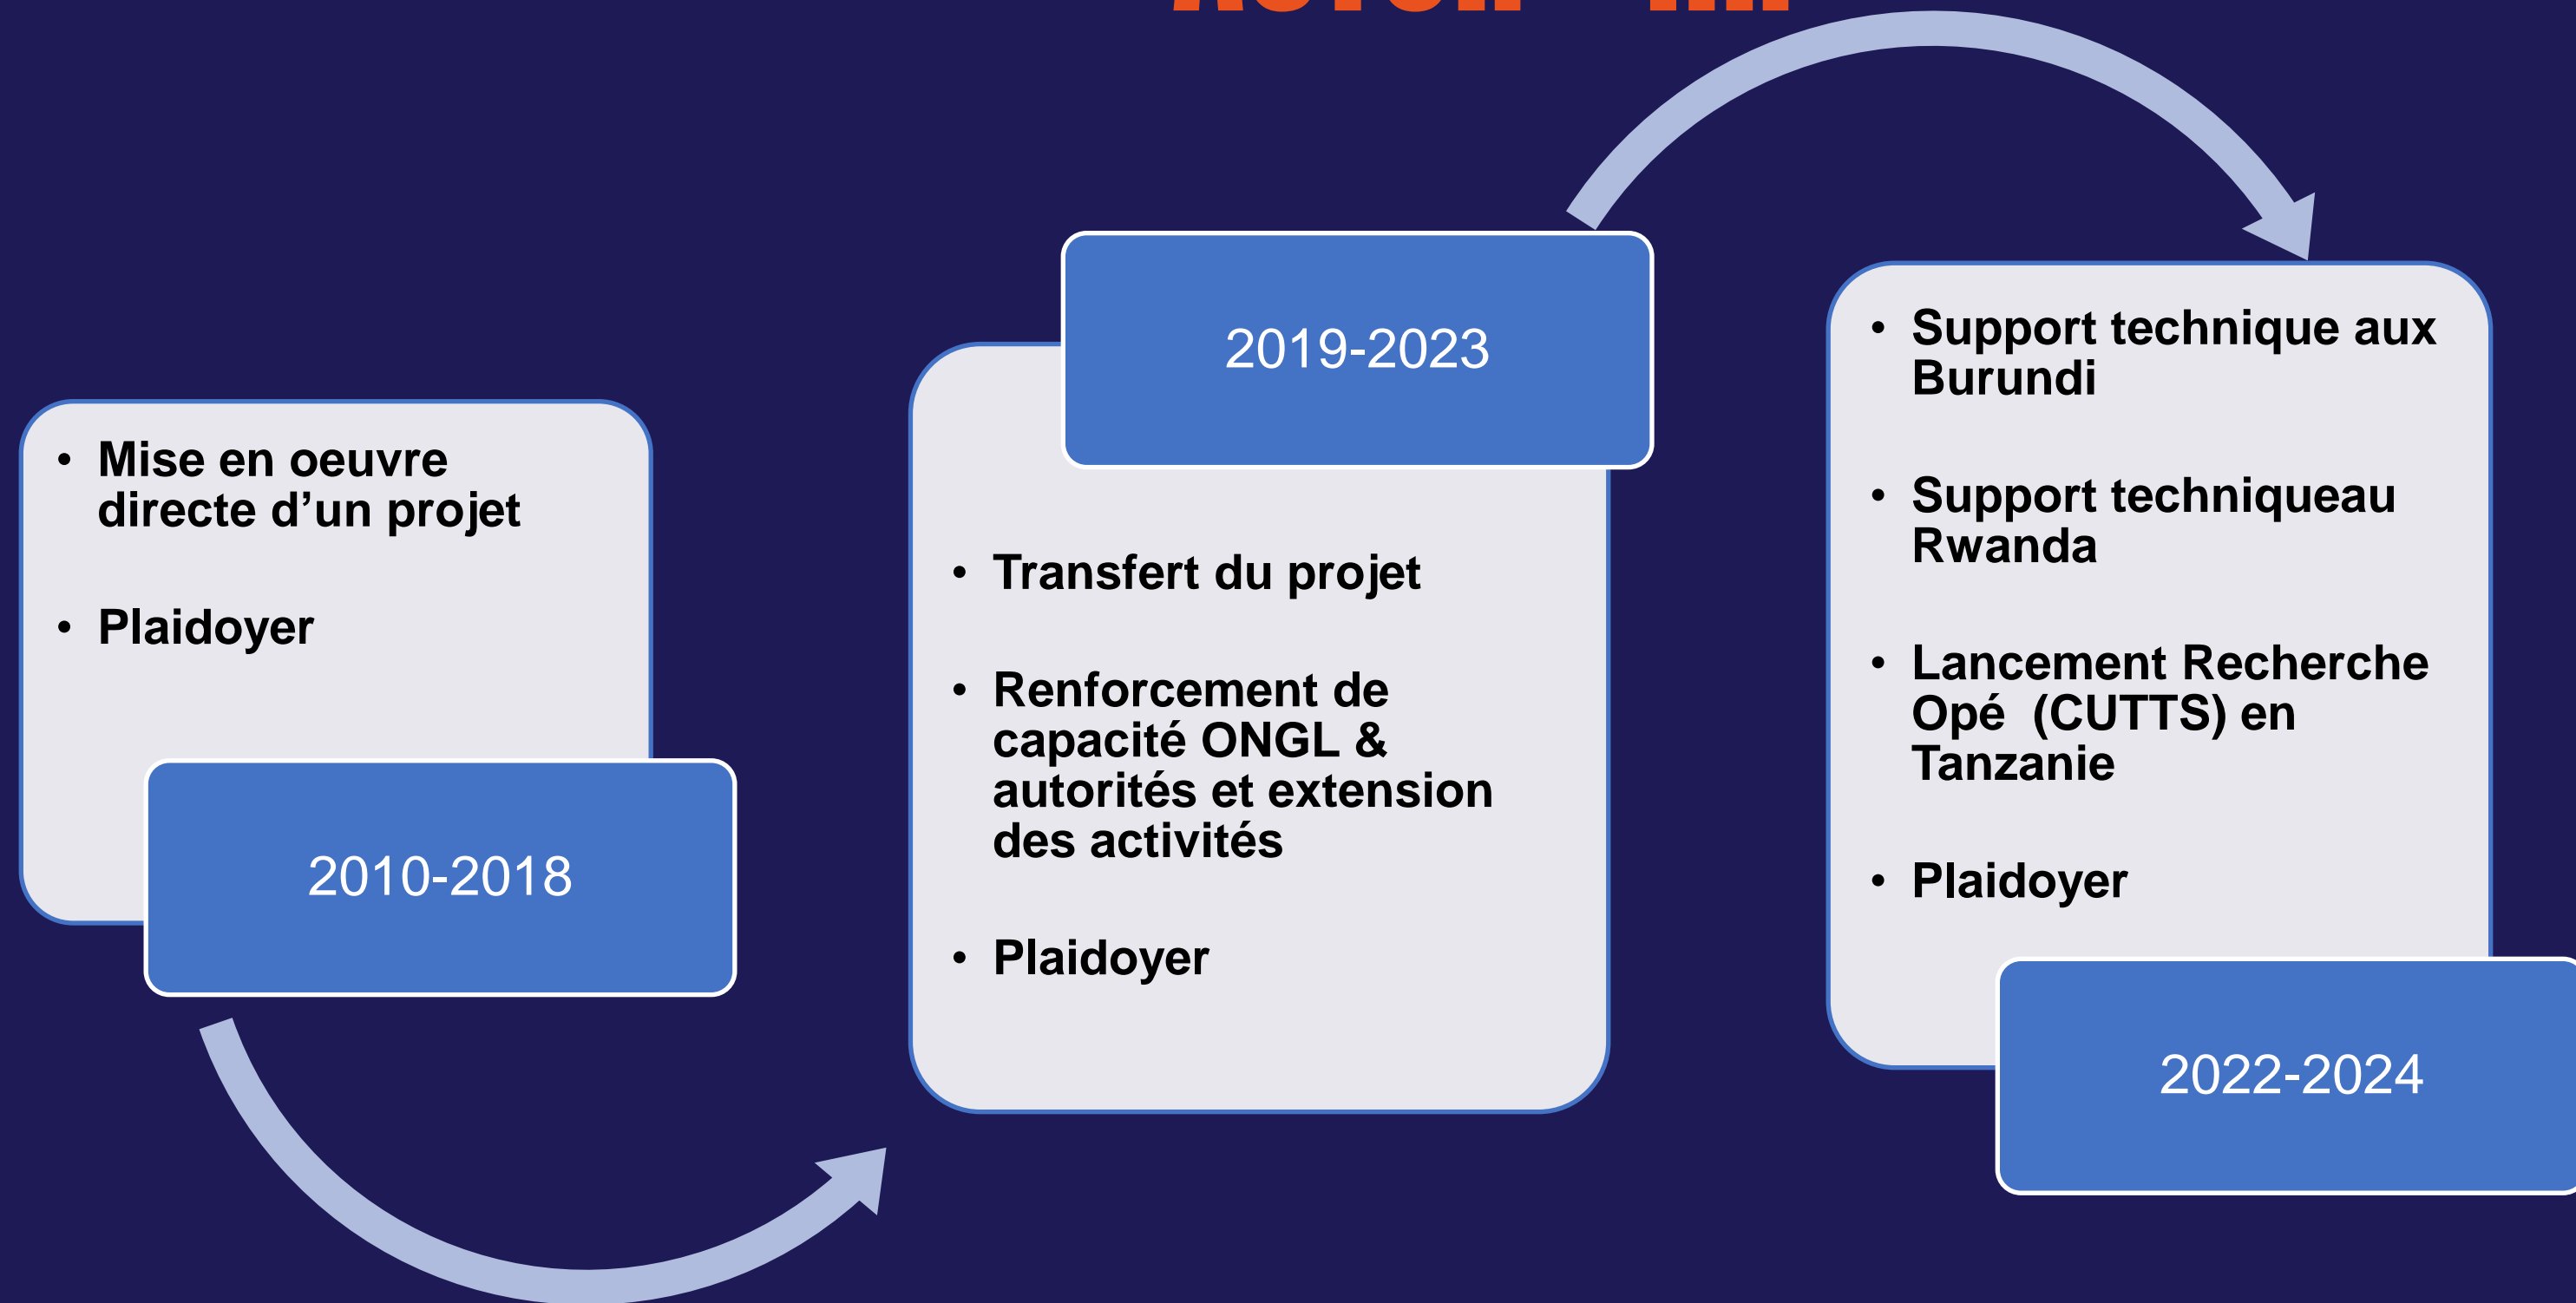 • Mise en oeuvre
directe d’un projet
• Plaidoyer
2010-2018
2019-2023
• Transfert du projet
• Renforcement de
capacité ONGL &
autorités et extension
des activités
• Plaidoyer
• Support technique aux
Burundi
• Support techniqueau
Rwanda
• Lancement Recherche
Opé  (CUTTS) en
Tanzanie
• Plaidoyer
2022-2024